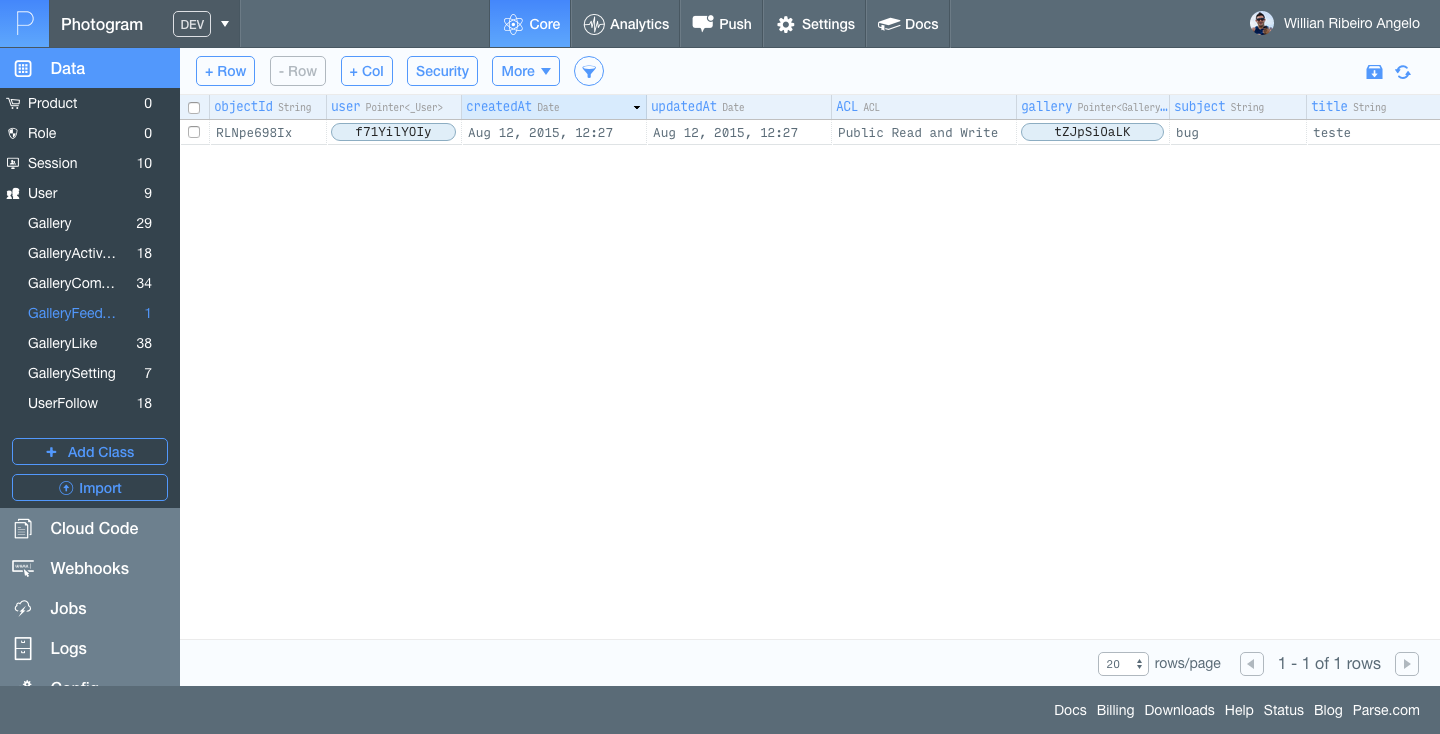 P Photogram DEV Core Analytics Push Settings Docs Willian Ribeiro Angelo
Data
+ Row - Row + Col Security More
objectId String user Pointer<_User> createdAt Date updatedAt Date ACL ACL gallery Pointer<Gallery… subject String title String
RLNpe698Ix f71YilYOIy Aug 12, 2015, 12:27 Aug 12, 2015, 12:27 Public Read and Write tZJpSiOaLK bug teste
Product 0
Role 0
Session 10
User 9
Gallery 29
GalleryActiv… 18
GalleryCom… 34
GalleryFeed… 1
GalleryLike 38
GallerySetting 7
UserFollow 18
+ Add Class
Import
Cloud Code
Webhooks
Jobs
Logs
Config
20 rows/page 1 - 1 of 1 rows
Docs Billing Downloads Help Status Blog Parse.com